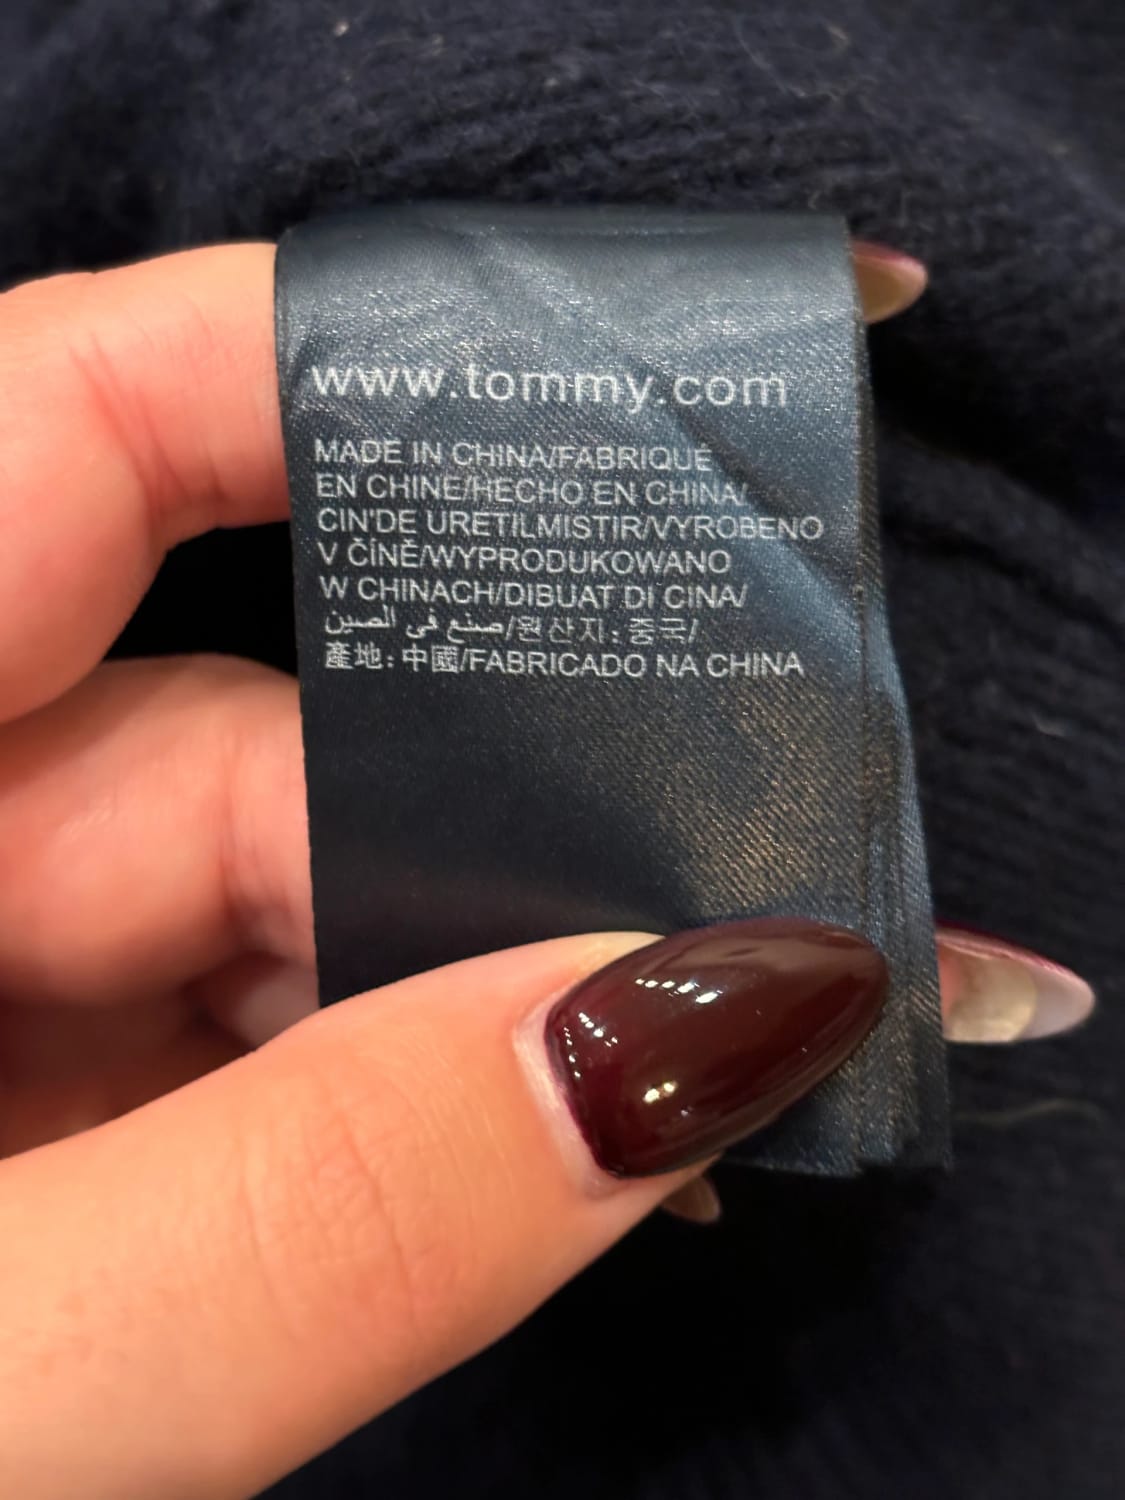 www.tommy.com
MADE IN CHINA/FABRIQUÉ
EN CHINE/HECHO EN CHINA/
CIN'DE URETILMISTIR/VYROBENO
V ČÍNĚ/WYPRODUKOWANO
W CHINACH/DIBUAT DI CINA/
صنع في الصين/원산지:중국/
產地:中國/FABRICADO NA CHINA